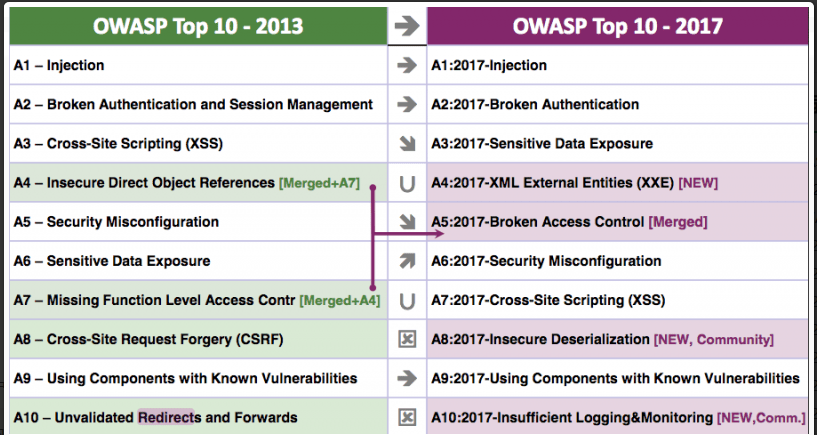 OWASP Top 10 - 2013 → OWASP Top 10 - 2017
A1 – Injection → A1:2017-Injection
A2 – Broken Authentication and Session Management → A2:2017-Broken Authentication
A3 – Cross-Site Scripting (XSS) ↘ A3:2017-Sensitive Data Exposure
A4 – Insecure Direct Object References [Merged+A7] U A4:2017-XML External Entities (XXE) [NEW]
A5 – Security Misconfiguration ↘ A5:2017-Broken Access Control [Merged]
A6 – Sensitive Data Exposure ↗ A6:2017-Security Misconfiguration
A7 – Missing Function Level Access Contr [Merged+A4] U A7:2017-Cross-Site Scripting (XSS)
A8 – Cross-Site Request Forgery (CSRF) ☒ A8:2017-Insecure Deserialization [NEW, Community]
A9 – Using Components with Known Vulnerabilities → A9:2017-Using Components with Known Vulnerabilities
A10 – Unvalidated Redirects and Forwards ☒ A10:2017-Insufficient Logging&Monitoring [NEW,Comm.]